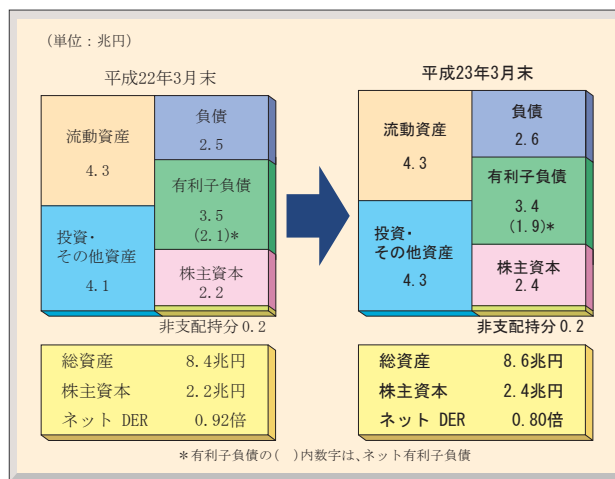 (単位：兆円)
平成22年3月末
流動資産
4.3
投資・
その他資産
4.1
負債
2.5
有利子負債
3.5
(2.1)*
株主資本
2.2
非支配持分 0.2
総資産 8.4兆円
株主資本 2.2兆円
ネット DER 0.92倍
平成23年3月末
流動資産
4.3
投資・
その他資産
4.3
負債
2.6
有利子負債
3.4
(1.9)*
株主資本
2.4
非支配持分 0.2
総資産 8.6兆円
株主資本 2.4兆円
ネット DER 0.80倍
＊有利子負債の( )内数字は、ネット有利子負債